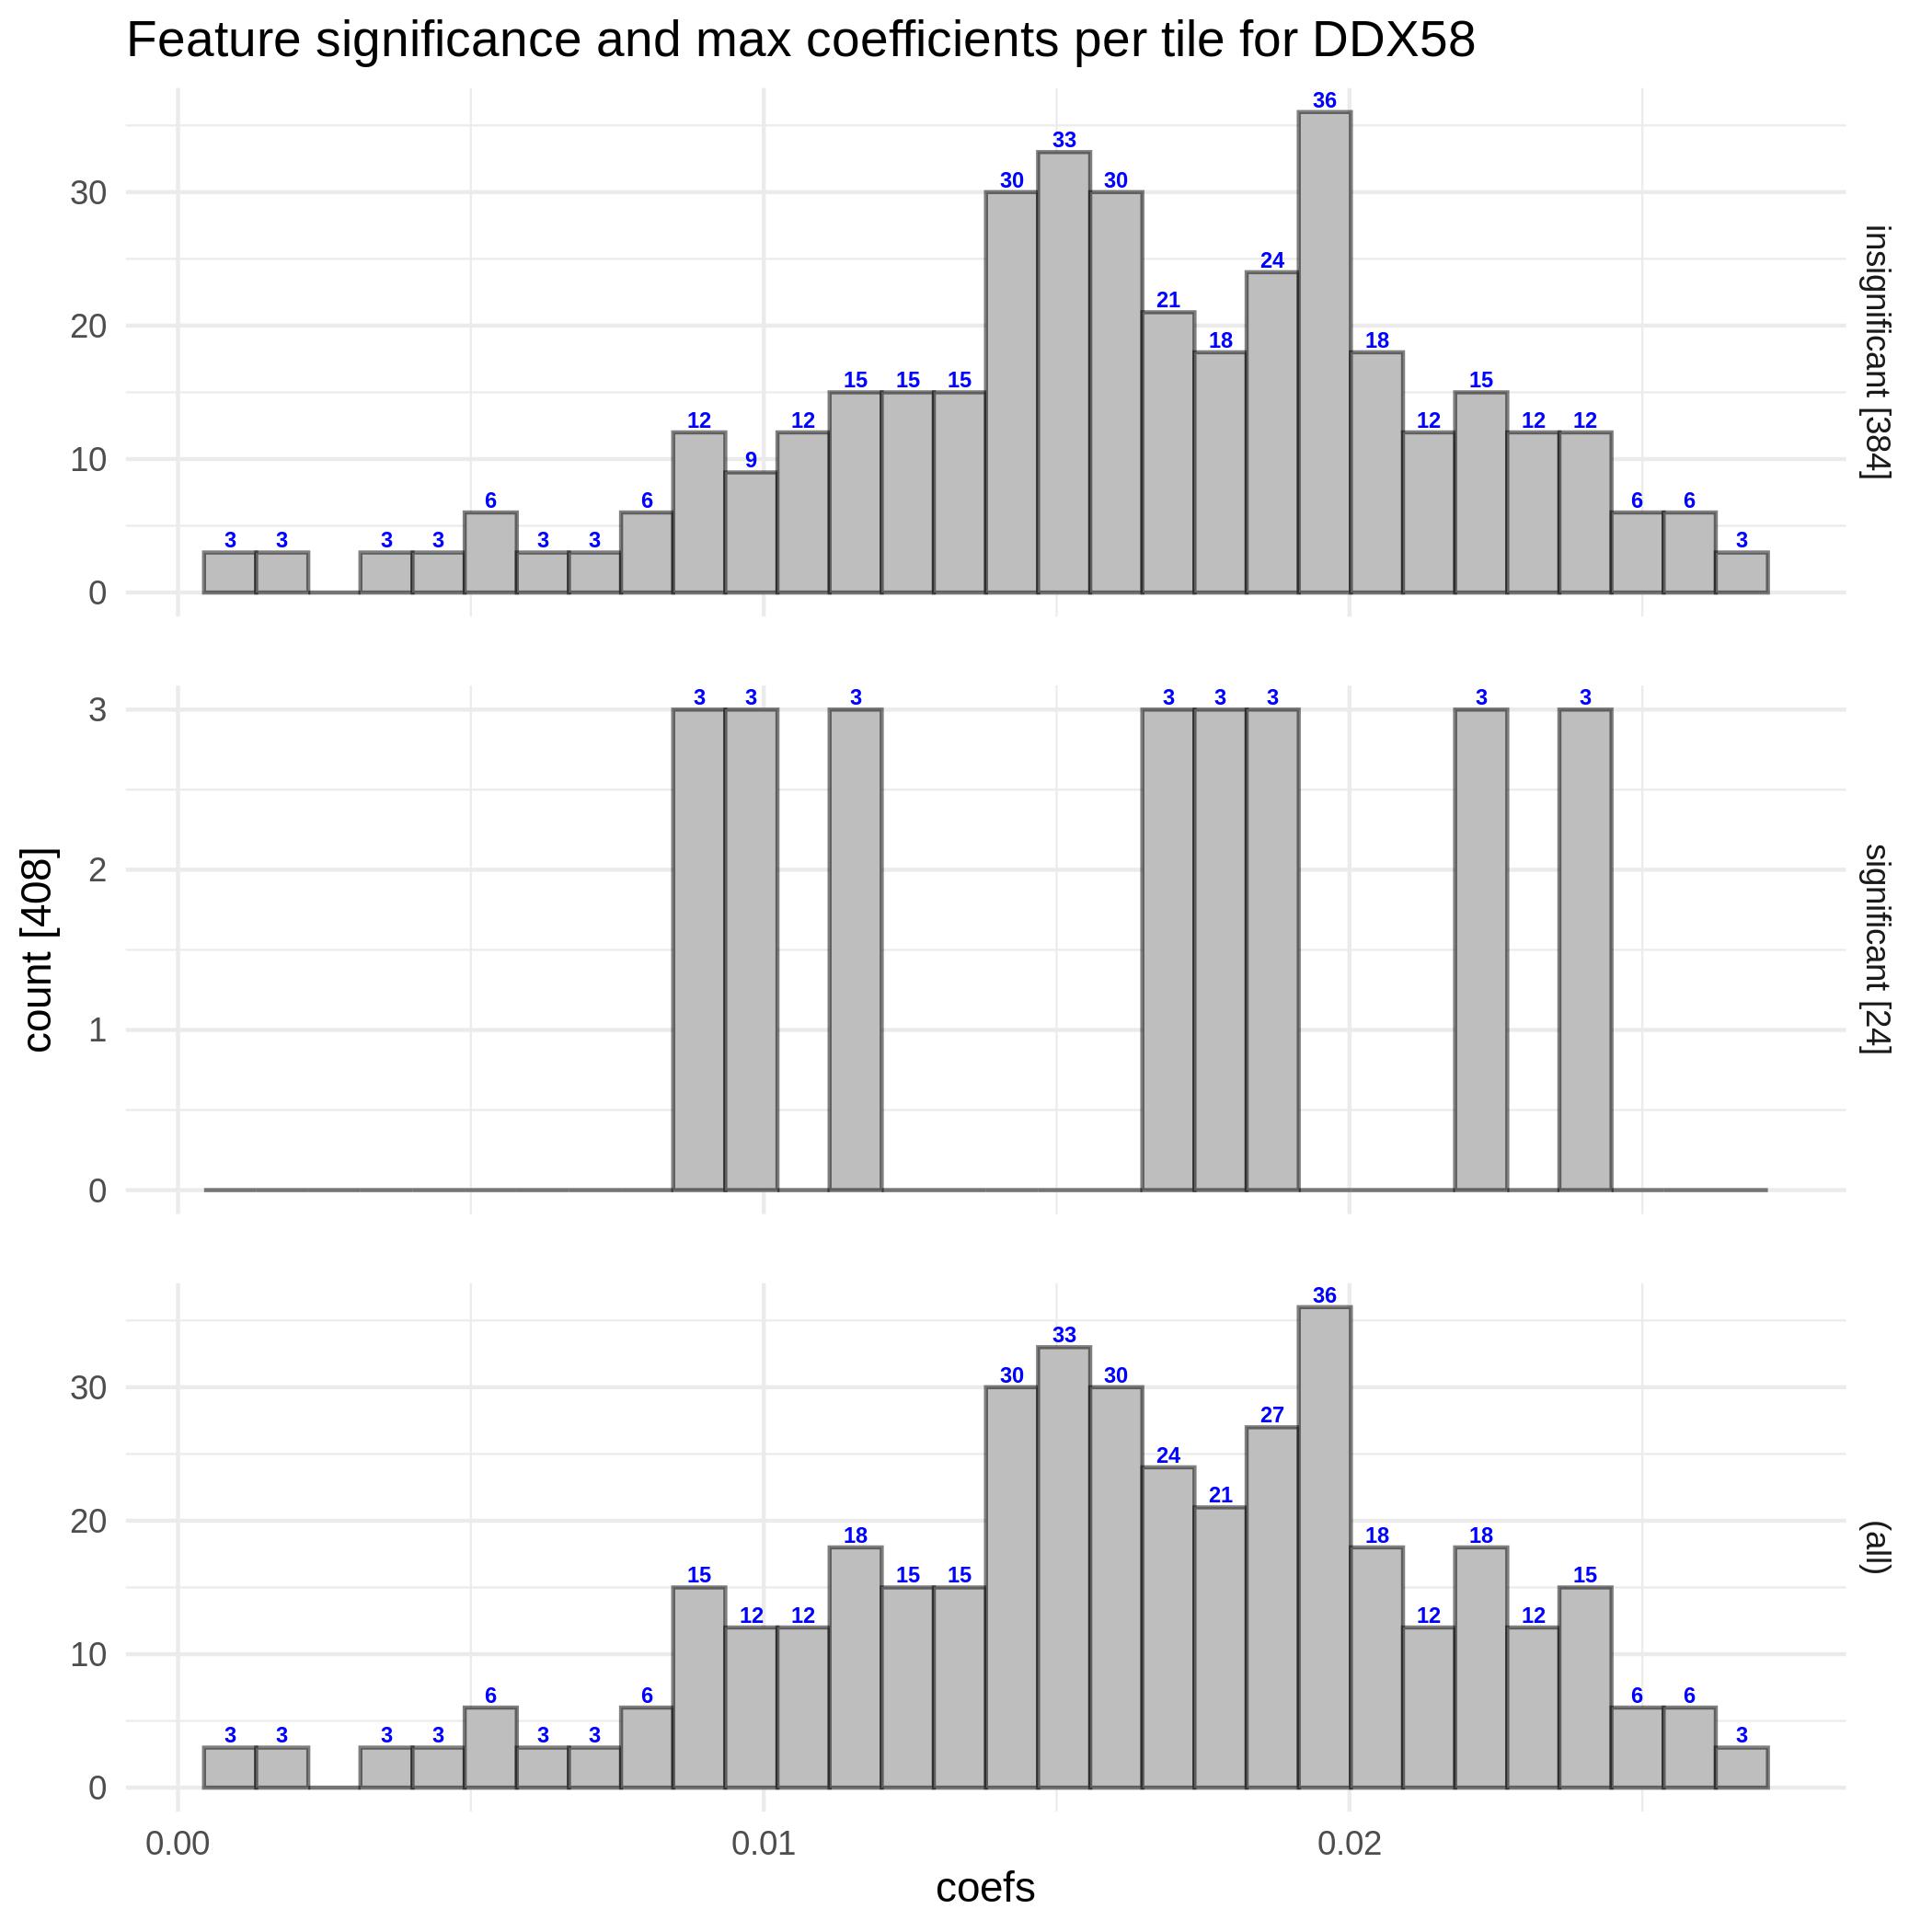 Feature significance and max coefficients per tile for DDX58
36
33
30 30
24
21
18 18
15 15 15 15
12 12 12 12 12
9
6 6 6 6
3 3 3 3 3 3 3
30
20
10
0
insignificant [384]
3 3 3 3 3 3 3 3
3
2
1
0
significant [24]
count [408]
36
33
30 30
27
24
21
18 18 18
15 15 15 15
12 12 12 12
6 6 6 6
3 3 3 3 3 3 3
30
20
10
0
(all)
0.00 0.01 0.02
coefs